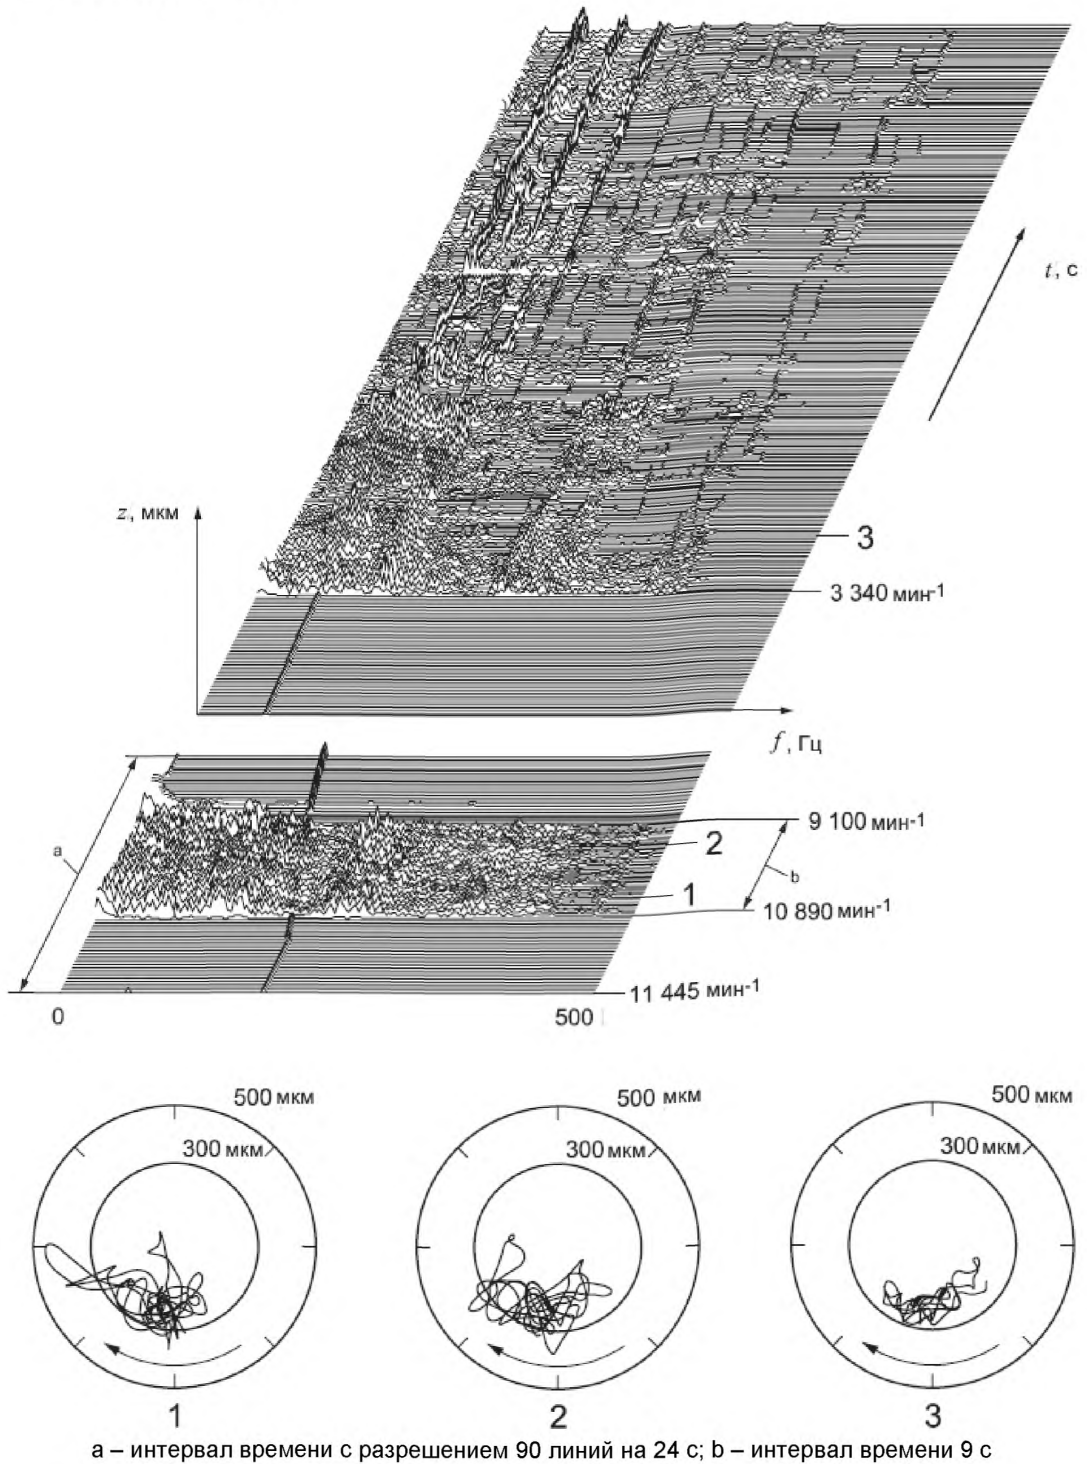 t, с
z, мкм
3
3 340 мин-1
f, Гц
9 100 мин-1
a
2
b
1
10 890 мин-1
11 445 мин-1
0
500
500 мкм
500 мкм
500 мкм
300 мкм
300 мкм
300 мкм
1
2
3
a – интервал времени с разрешением 90 линий на 24 с; b – интервал времени 9 с